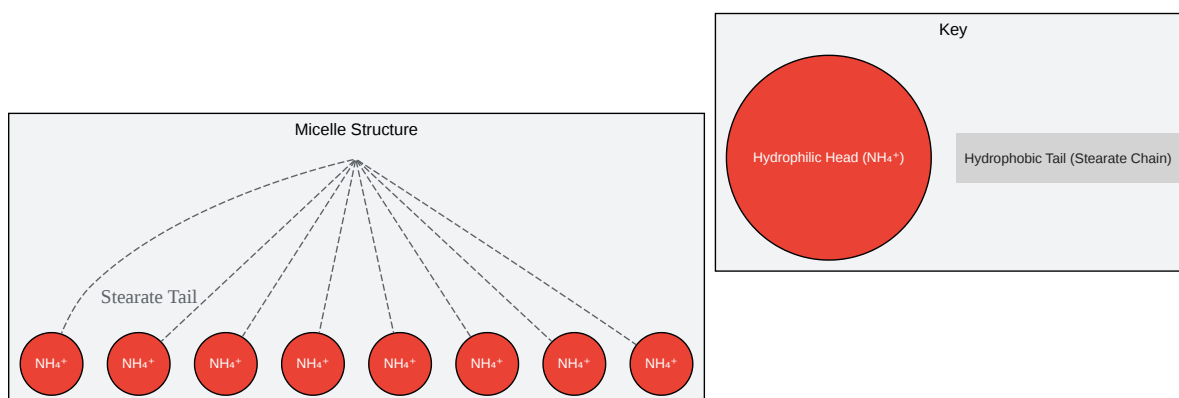 Key
Hydrophilic Head (NH₄⁺)
Hydrophobic Tail (Stearate Chain)
Micelle Structure
Stearate Tail
NH₄⁺
NH₄⁺
NH₄⁺
NH₄⁺
NH₄⁺
NH₄⁺
NH₄⁺
NH₄⁺